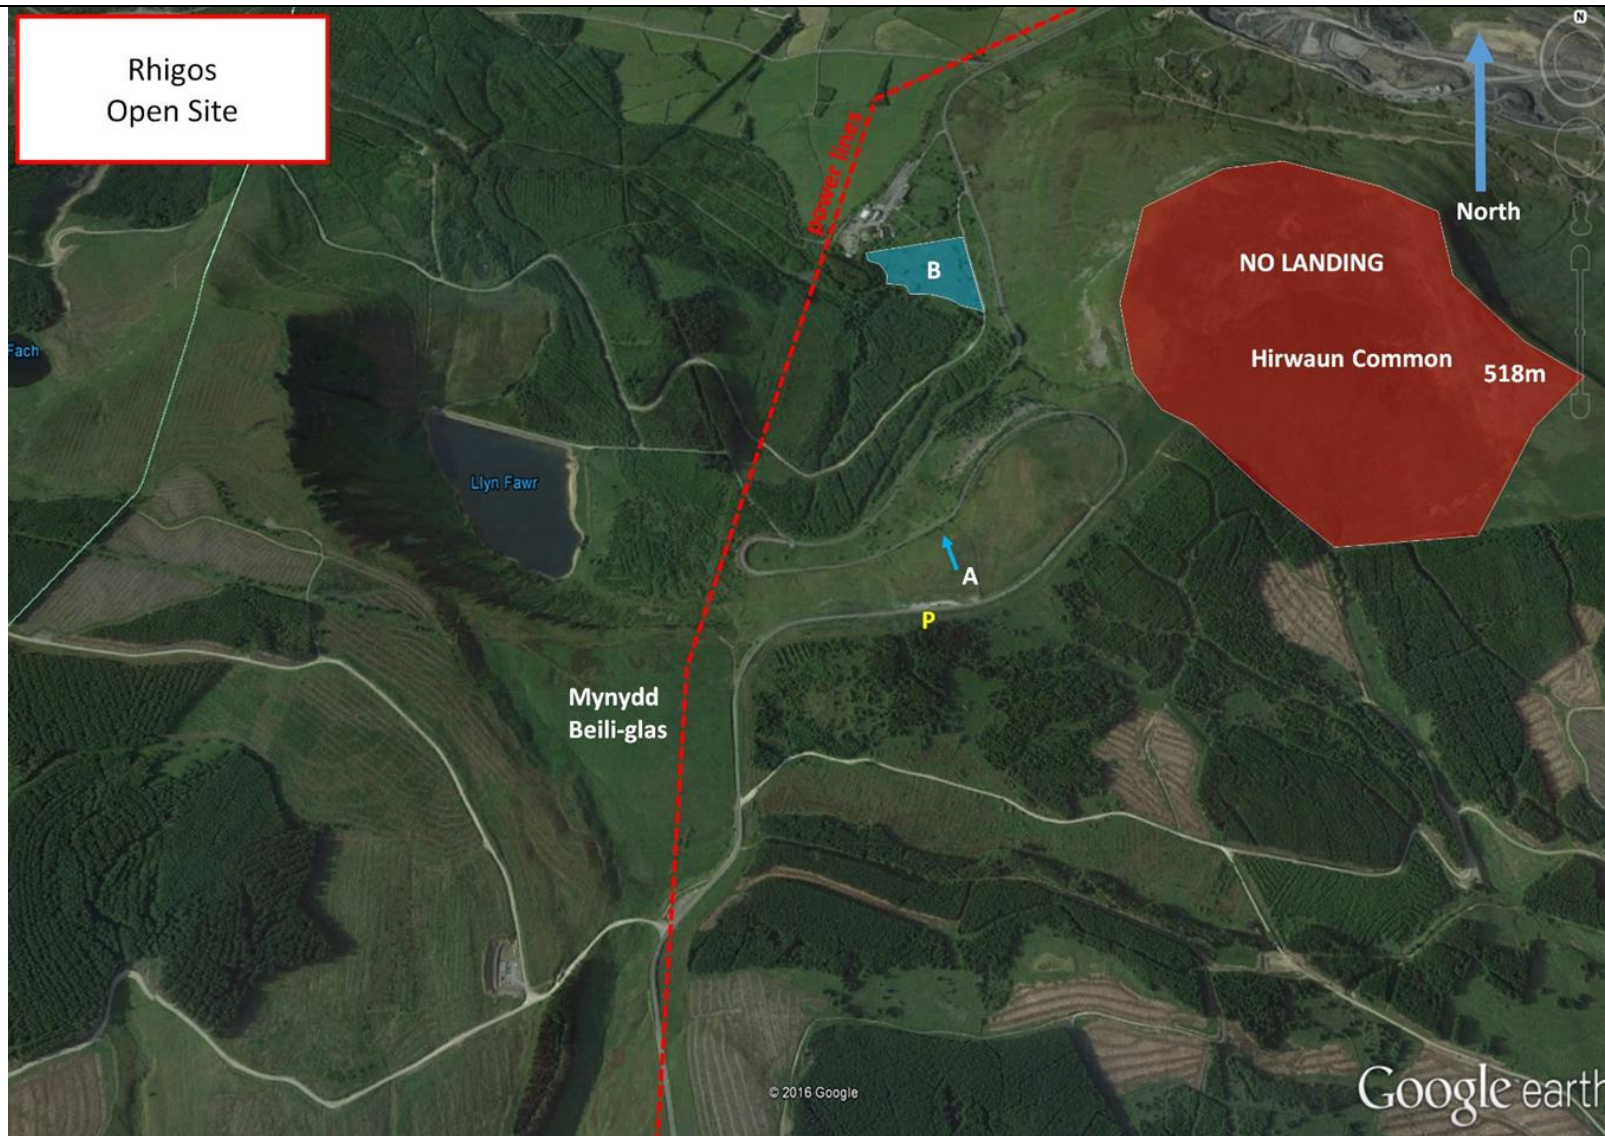 Rhigos
Open Site
N
power lines
North
B
NO LANDING
Fach
Hirwaun Common
518m
Llyn Fawr
A
P
Mynydd
Beili-glas
© 2016 Google
Google earth